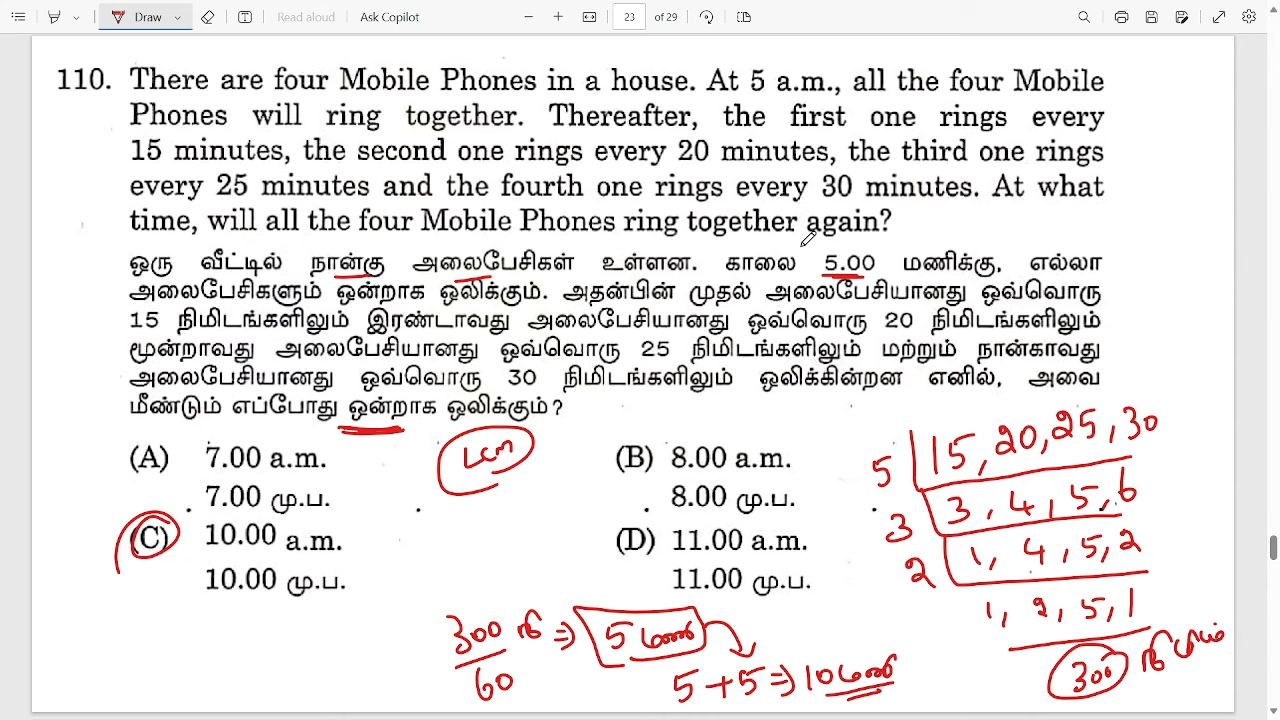 Draw
Read aloud
Ask Copilot
23
of 29
110. There are four Mobile Phones in a house. At 5 a.m., all the four Mobile
Phones will ring together. Thereafter, the first one rings every
15 minutes, the second one rings every 20 minutes, the third one rings
every 25 minutes and the fourth one rings every 30 minutes. At what
time, will all the four Mobile Phones ring together again?
ஒரு வீட்டில் நான்கு அலைபேசிகள் உள்ளன. காலை 5.00 மணிக்கு, எல்லா
அலைபேசிகளும் ஒன்றாக ஒலிக்கும். அதன்பின் முதல் அலைபேசியானது ஒவ்வொரு
15 நிமிடங்களிலும் இரண்டாவது அலைபேசியானது ஒவ்வொரு 20 நிமிடங்களிலும்
மூன்றாவது அலைபேசியானது ஒவ்வொரு 25 நிமிடங்களிலும் மற்றும் நான்காவது
அலைபேசியானது ஒவ்வொரு 30 நிமிடங்களிலும் ஒலிக்கின்றன எனில், அவை
மீண்டும் எப்போது ஒன்றாக ஒலிக்கும்?
(A) 7.00 a.m.
7.00 மு.ப.
(B) 8.00 a.m.
8.00 மு.ப.
(C) 10.00 a.m.
10.00 மு.ப.
(D) 11.00 a.m.
11.00 மு.ப.
Lcm
5 15, 20, 25, 30
3 3, 4, 5, 6
2 1, 4, 5, 2
1, 2, 5, 1
300
300 நி ⇒ 5 மணி
60
5 + 5 ⇒ 10 மணி